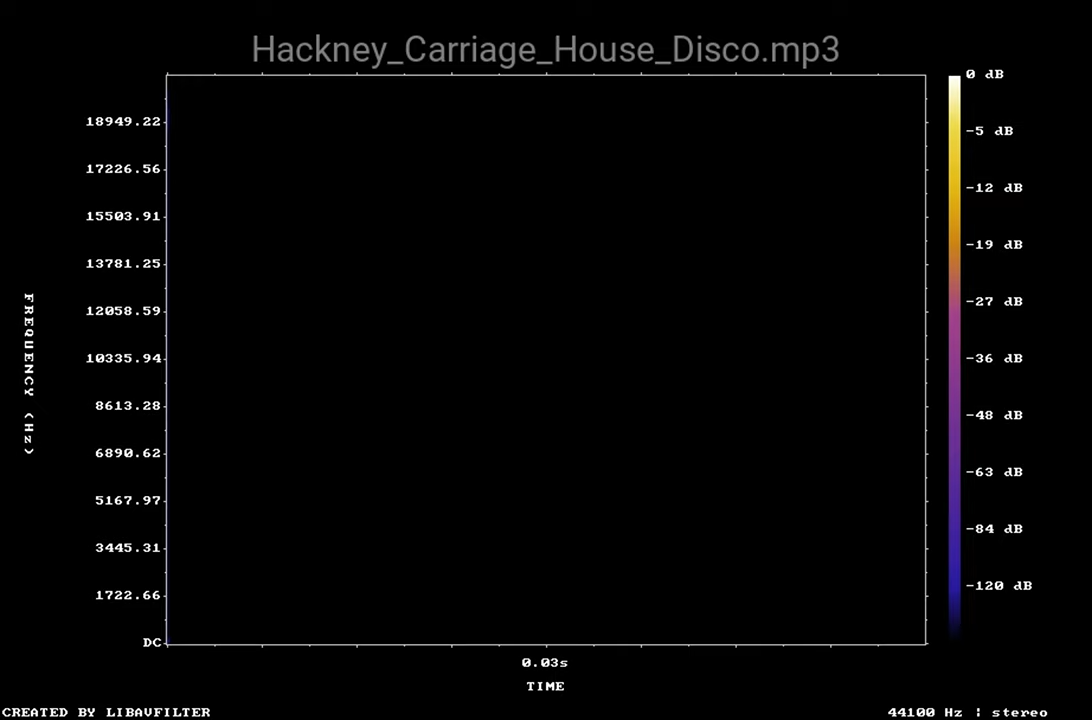 Hackney_Carriage_House_Disco.mp3
0 dB
-5 dB
-12 dB
-19 dB
-27 dB
-36 dB
-48 dB
-63 dB
-84 dB
-120 dB
18949.22
17226.56
15503.91
13781.25
12058.59
10335.94
8613.28
6890.62
5167.97
3445.31
1722.66
DC
FREQUENCY (Hz)
0.03s
TIME
CREATED BY LIBAVFILTER
44100 Hz | stereo